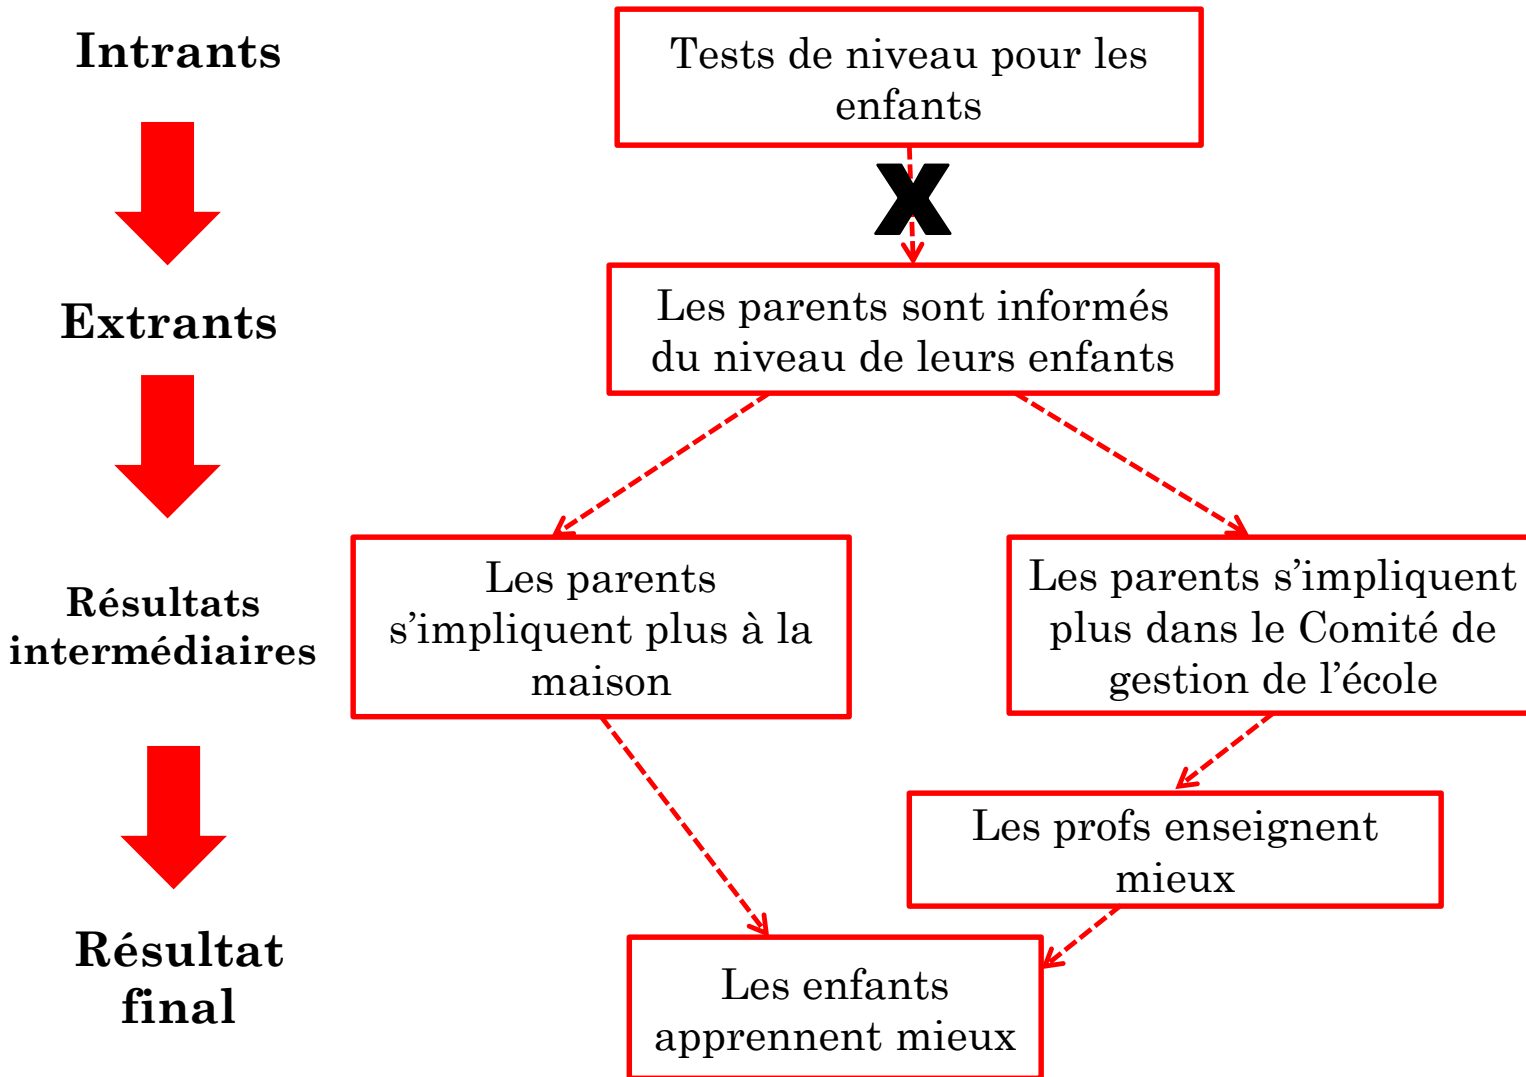 Intrants
Tests de niveau pour les
enfants
X
Extrants
Les parents sont informés
du niveau de leurs enfants
Résultats
intermédiaires
Les parents
s'impliquent plus à la
maison
Les parents s'impliquent
plus dans le Comité de
gestion de l'école
Les profs enseignent
mieux
Résultat
final
Les enfants
apprennent mieux